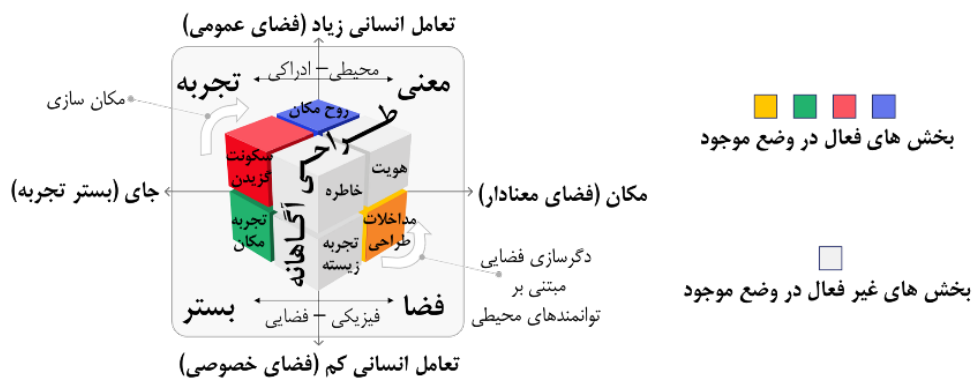 تعامل انسانی زیاد (فضای عمومی)
محیطی – ادراکی
معنی
تجربه
مکان سازی
روح مکان
طراحی آگاهانه
سکونت
گزیدن
هویت
خاطره
مکان (فضای معنادار)
جای (بستر تجربه)
تجربه
مکان
مداخلات
طراحی
تجربه
زیسته
دگرسازی فضایی
مبتنی بر
توانمندهای محیطی
فضا
بستر
فیزیکی – فضایی
تعامل انسانی کم (فضای خصوصی)
بخش های فعال در وضع موجود
بخش های غیر فعال در وضع موجود